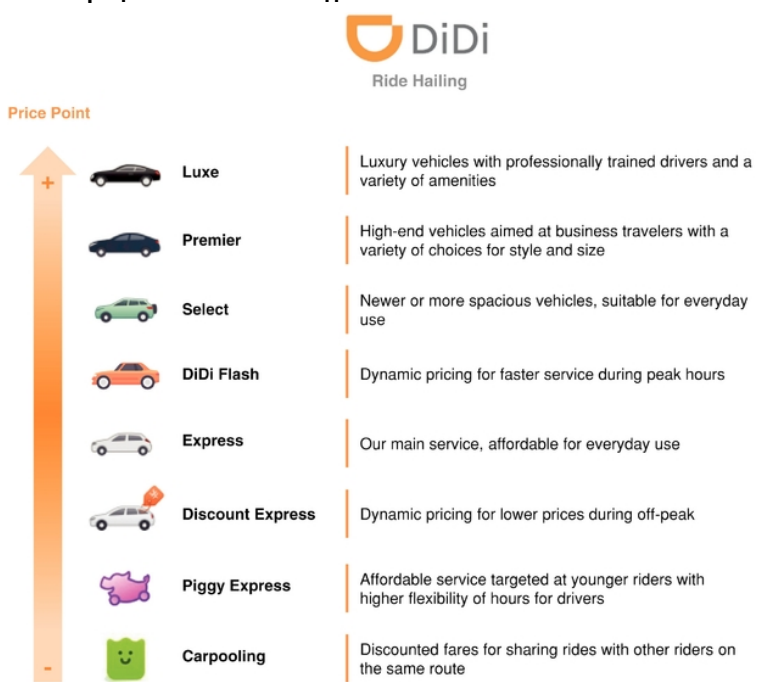 DiDi
Ride Hailing
Price Point
+
Luxe
Luxury vehicles with professionally trained drivers and a
variety of amenities
Premier
High-end vehicles aimed at business travelers with a
variety of choices for style and size
Select
Newer or more spacious vehicles, suitable for everyday
use
DiDi Flash
Dynamic pricing for faster service during peak hours
Express
Our main service, affordable for everyday use
Discount Express
Dynamic pricing for lower prices during off-peak
Piggy Express
Affordable service targeted at younger riders with
higher flexibility of hours for drivers
Carpooling
Discounted fares for sharing rides with other riders on
the same route
-